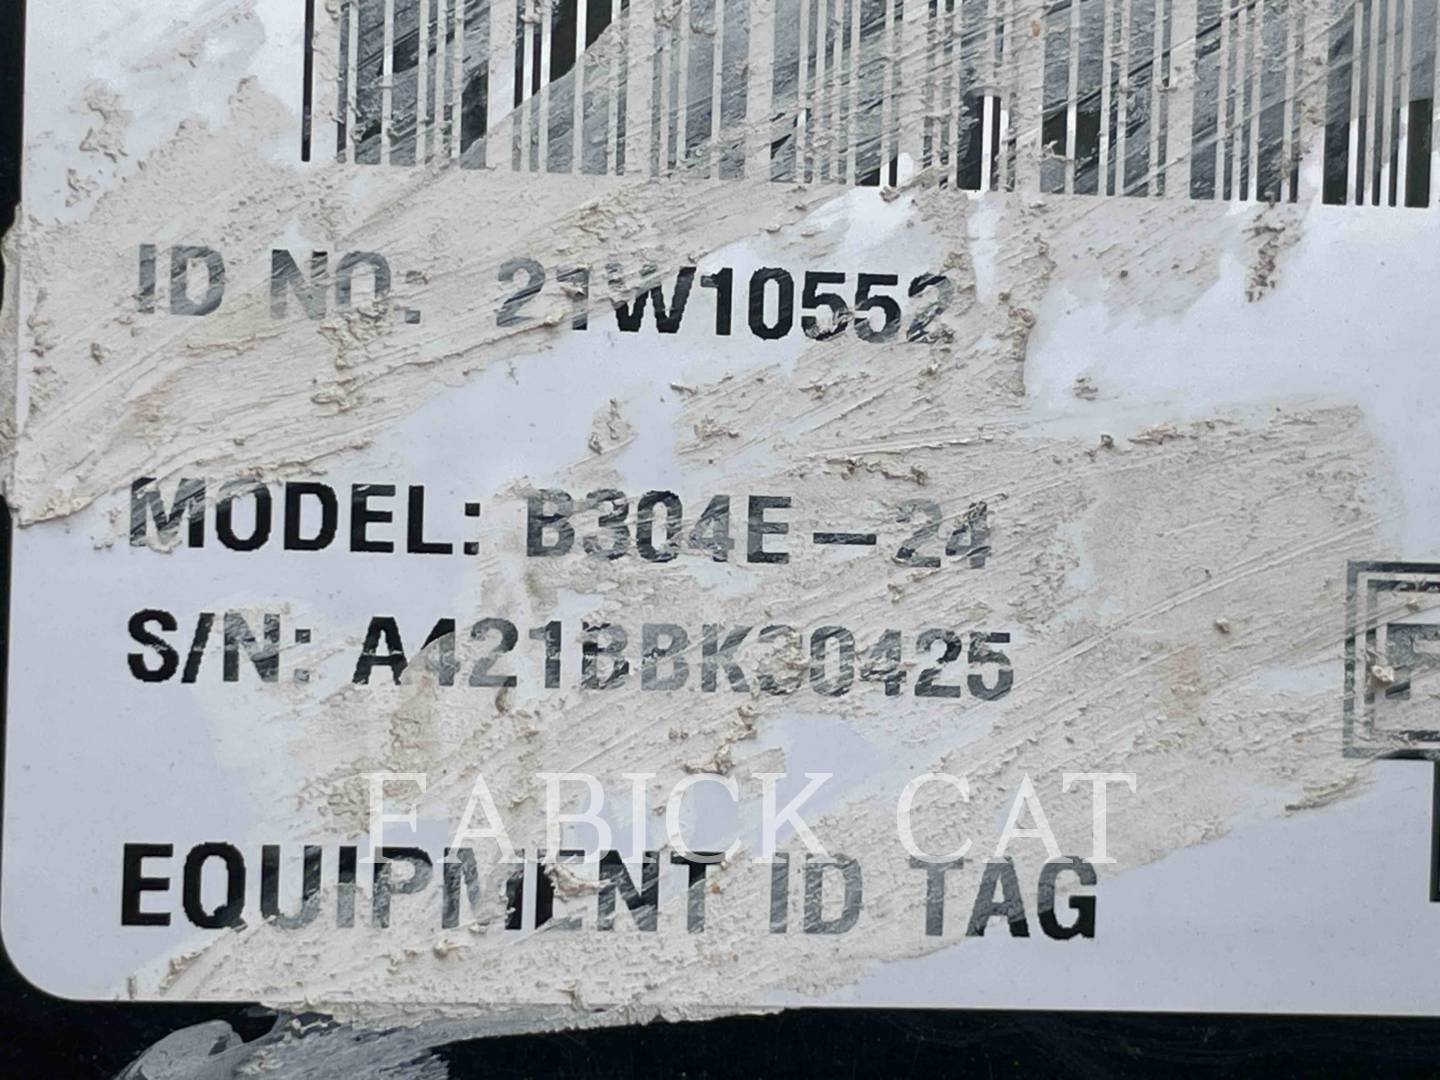 ID NO: 21W10552
MODEL: B304E-24
S/N: A421BBK30425
FABICK CAT
EQUIPMENT ID TAG